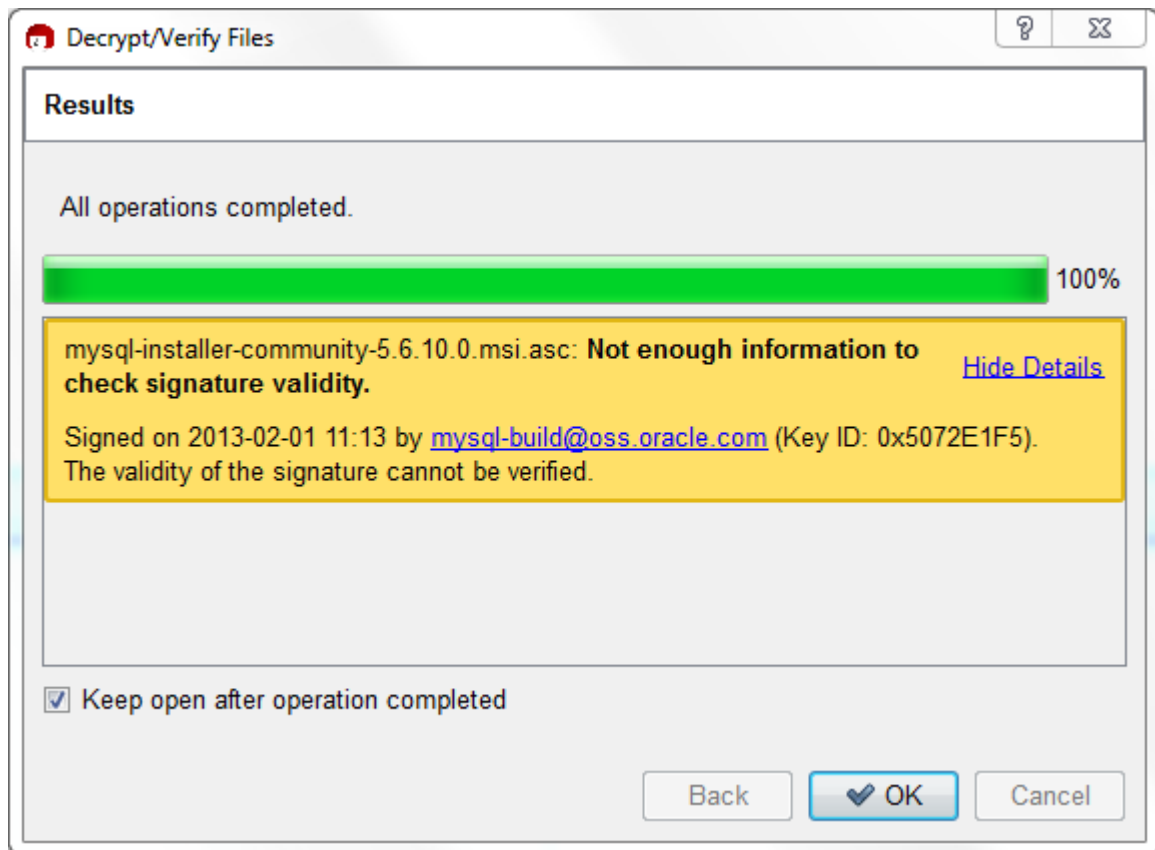 Decrypt/Verify Files
Results
All operations completed.
100%
mysql-installer-community-5.6.10.0.msi.asc: Not enough information to
check signature validity.
Hide Details
Signed on 2013-02-01 11:13 by mysql-build@oss.oracle.com (Key ID: 0x5072E1F5).
The validity of the signature cannot be verified.
Keep open after operation completed
Back
OK
Cancel